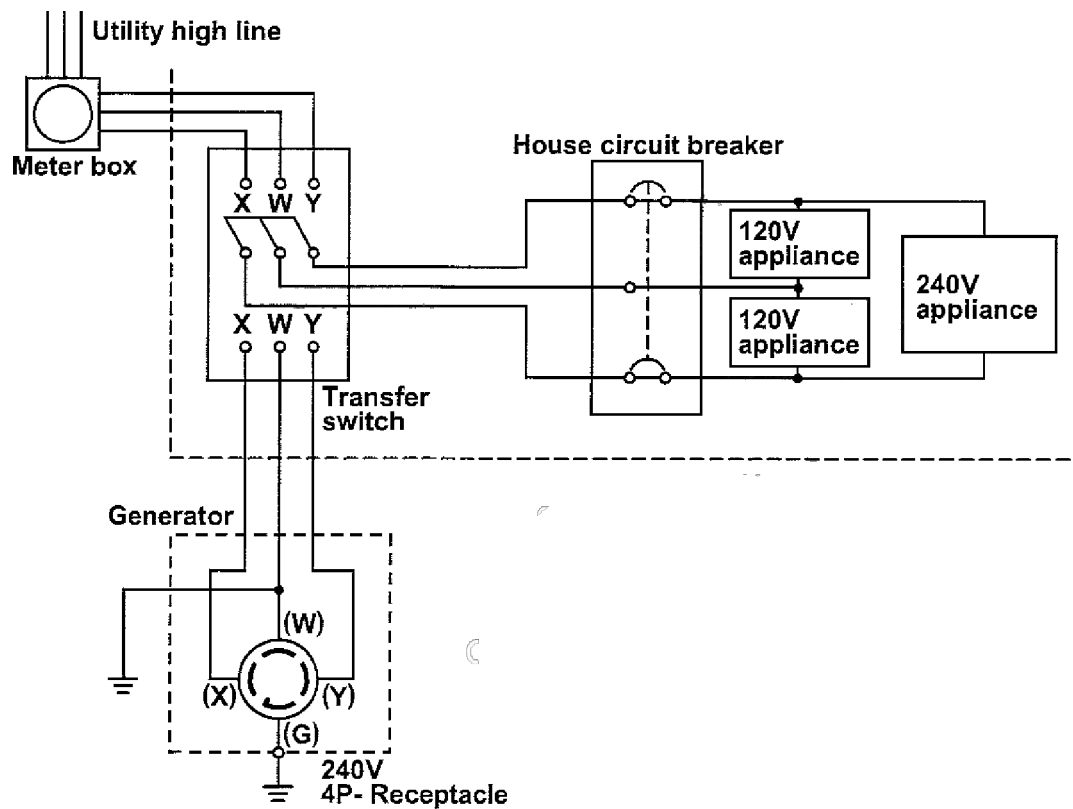 Utility high line
Meter box
House circuit breaker
X W Y
120V
appliance
240V
appliance
120V
appliance
X W Y
Transfer
switch
Generator
(W)
(X)
(Y)
(G)
240V
4P- Receptacle